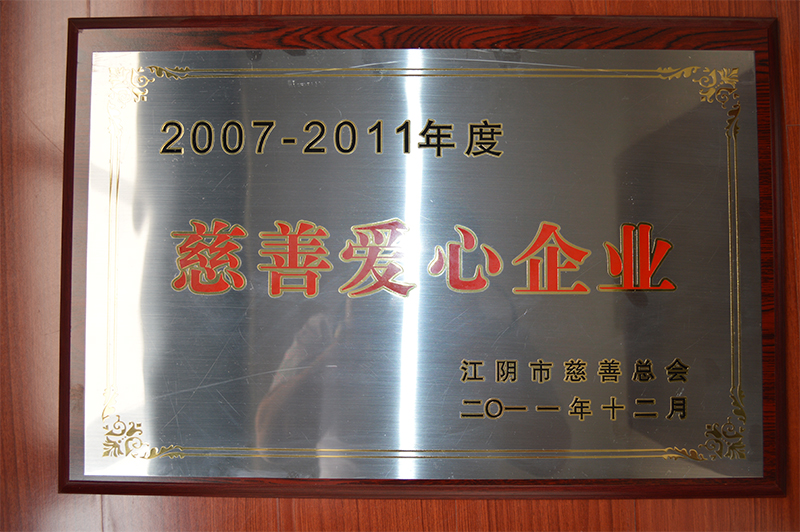 2007-2011年度
慈善爱心企业
江阴市慈善总会
二〇一一年十二月